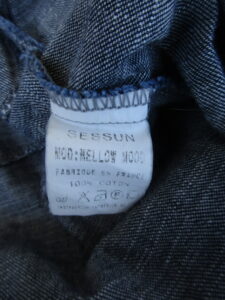 SESSUN
MOD:MELLOW MOOD
FABRIQUE EN FRANCE
100% COTON